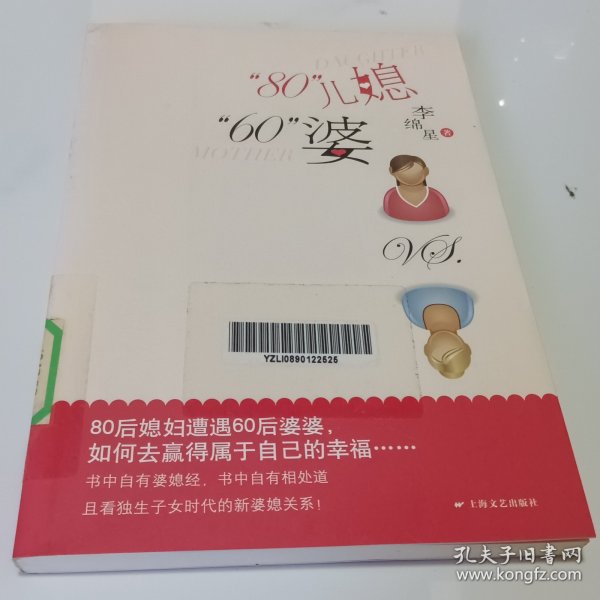 DAUGHTER
“80”儿媳
“60”婆
MOTHER
李绵星 著
VS.
YZLI0890122525
80后媳妇遭遇60后婆婆，
如何去赢得属于自己的幸福……
书中自有婆媳经，书中自有相处道
且看独生子女时代的新婆媳关系！
上海文艺出版社
孔夫子旧书网
www.kongfz.com